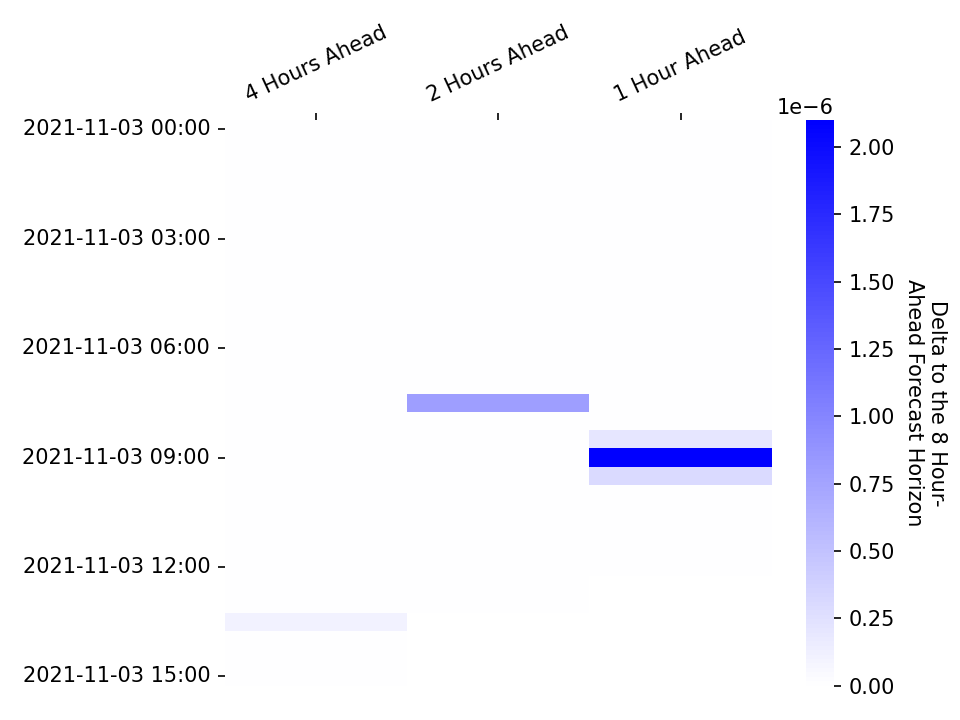 4 Hours Ahead
2 Hours Ahead
1 Hour Ahead
1e−6
2021-11-03 00:00
2021-11-03 03:00
2021-11-03 06:00
2021-11-03 09:00
2021-11-03 12:00
2021-11-03 15:00
2.00
1.75
1.50
1.25
1.00
0.75
0.50
0.25
0.00
Delta to the 8 Hour-
Ahead Forecast Horizon